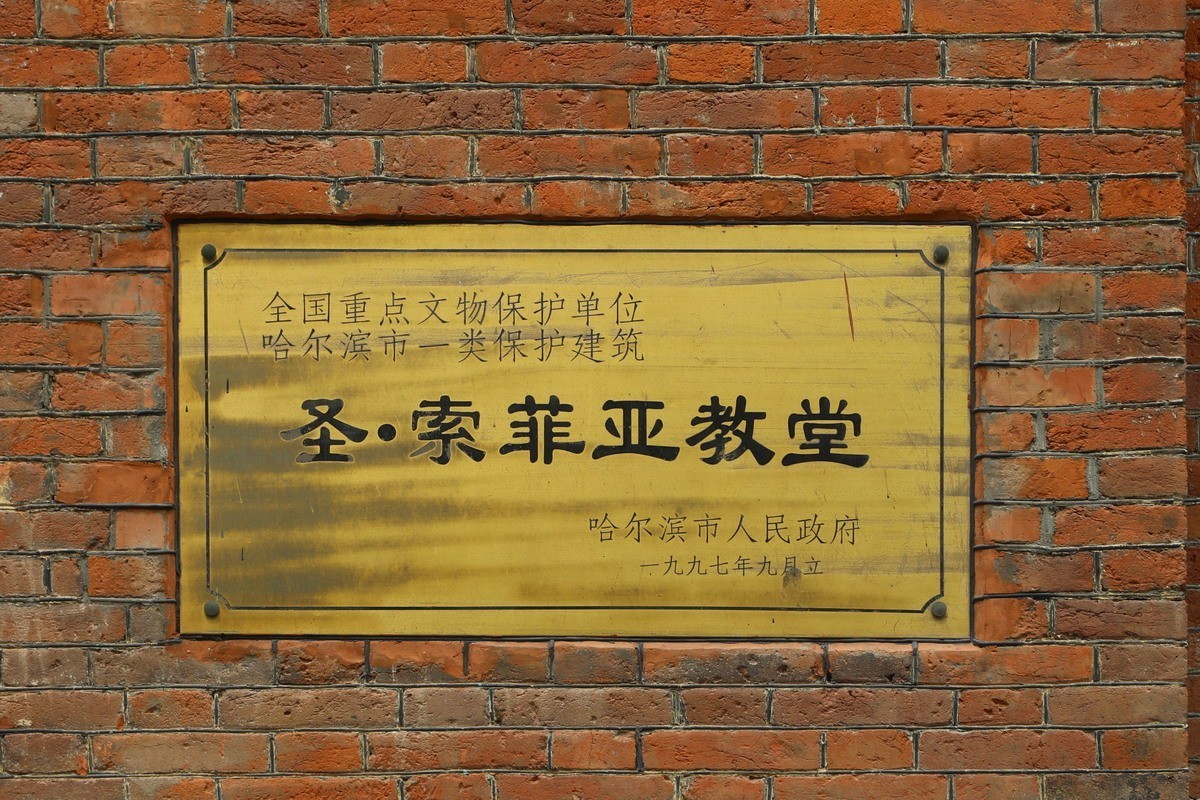 全国重点文物保护单位
哈尔滨市一类保护建筑
圣·索菲亚教堂
哈尔滨市人民政府
一九九七年九月立